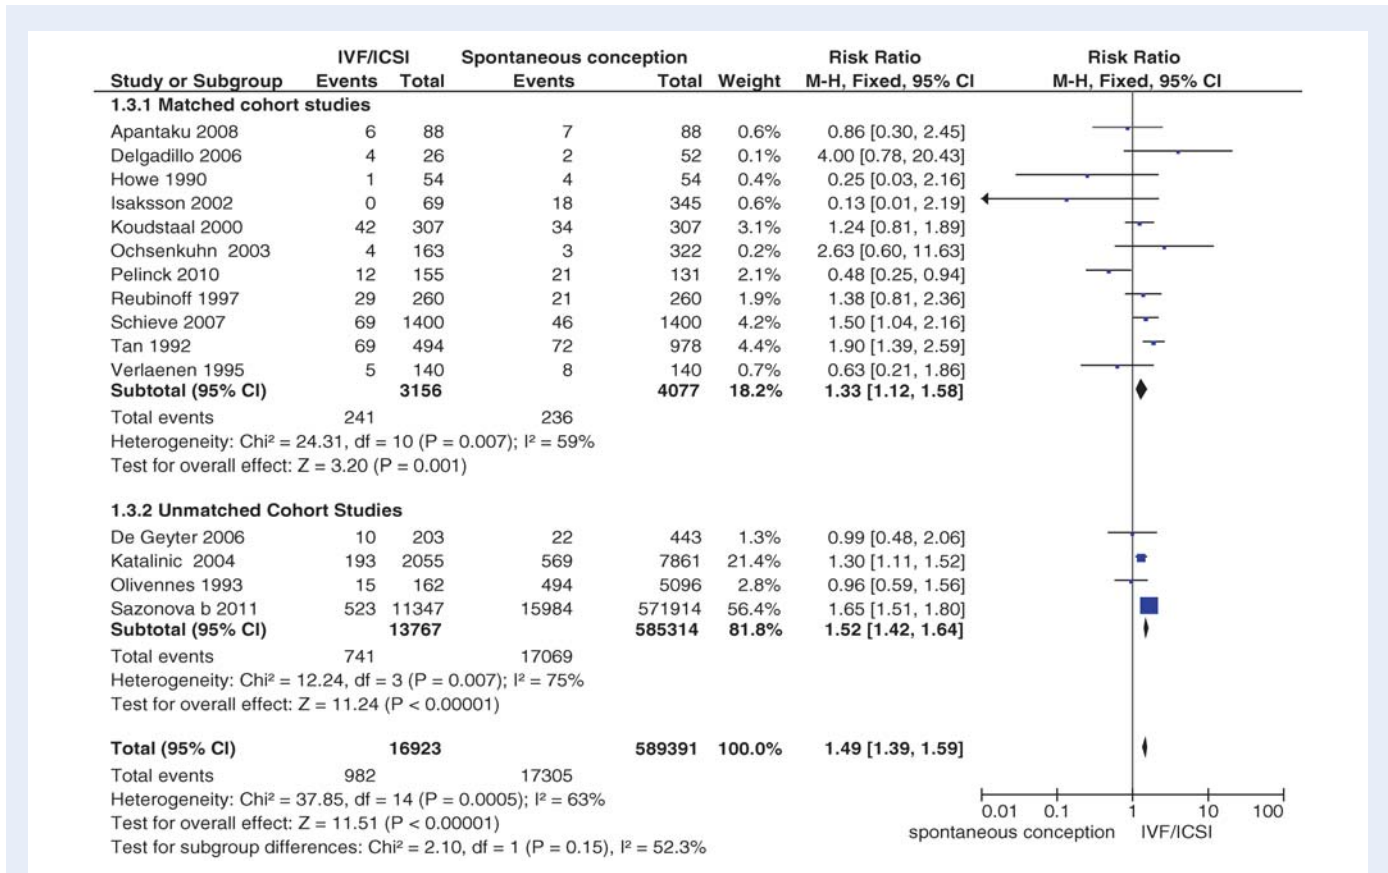 IVF/ICSI Spontaneous conception Risk Ratio Risk Ratio
Study or Subgroup Events Total Events Total Weight M-H, Fixed, 95% CI M-H, Fixed, 95% CI
1.3.1 Matched cohort studies
Apantaku 2008 6 88 7 88 0.6% 0.86 [0.30, 2.45]
Delgadillo 2006 4 26 2 52 0.1% 4.00 [0.78, 20.43]
Howe 1990 1 54 4 54 0.4% 0.25 [0.03, 2.16]
Isaksson 2002 0 69 18 345 0.6% 0.13 [0.01, 2.19]
Koudstaal 2000 42 307 34 307 3.1% 1.24 [0.81, 1.89]
Ochsenkuhn 2003 4 163 3 322 0.2% 2.63 [0.60, 11.63]
Pelinck 2010 12 155 21 131 2.1% 0.48 [0.25, 0.94]
Reubinoff 1997 29 260 21 260 1.9% 1.38 [0.81, 2.36]
Schieve 2007 69 1400 46 1400 4.2% 1.50 [1.04, 2.16]
Tan 1992 69 494 72 978 4.4% 1.90 [1.39, 2.59]
Verlaenen 1995 5 140 8 140 0.7% 0.63 [0.21, 1.86]
Subtotal (95% CI) 3156 4077 18.2% 1.33 [1.12, 1.58]
Total events 241 236
Heterogeneity: Chi² = 24.31, df = 10 (P = 0.007); I² = 59%
Test for overall effect: Z = 3.20 (P = 0.001)
1.3.2 Unmatched Cohort Studies
De Geyter 2006 10 203 22 443 1.3% 0.99 [0.48, 2.06]
Katalinic 2004 193 2055 569 7861 21.4% 1.30 [1.11, 1.52]
Olivennes 1993 15 162 494 5096 2.8% 0.96 [0.59, 1.56]
Sazonova b 2011 523 11347 15984 571914 56.4% 1.65 [1.51, 1.80]
Subtotal (95% CI) 13767 585314 81.8% 1.52 [1.42, 1.64]
Total events 741 17069
Heterogeneity: Chi² = 12.24, df = 3 (P = 0.007); I² = 75%
Test for overall effect: Z = 11.24 (P < 0.00001)
Total (95% CI) 16923 589391 100.0% 1.49 [1.39, 1.59]
Total events 982 17305
Heterogeneity: Chi² = 37.85, df = 14 (P = 0.0005); I² = 63%
Test for overall effect: Z = 11.51 (P < 0.00001)
Test for subgroup differences: Chi² = 2.10, df = 1 (P = 0.15), I² = 52.3%
0.01 0.1 1 10 100
spontaneous conception IVF/ICSI